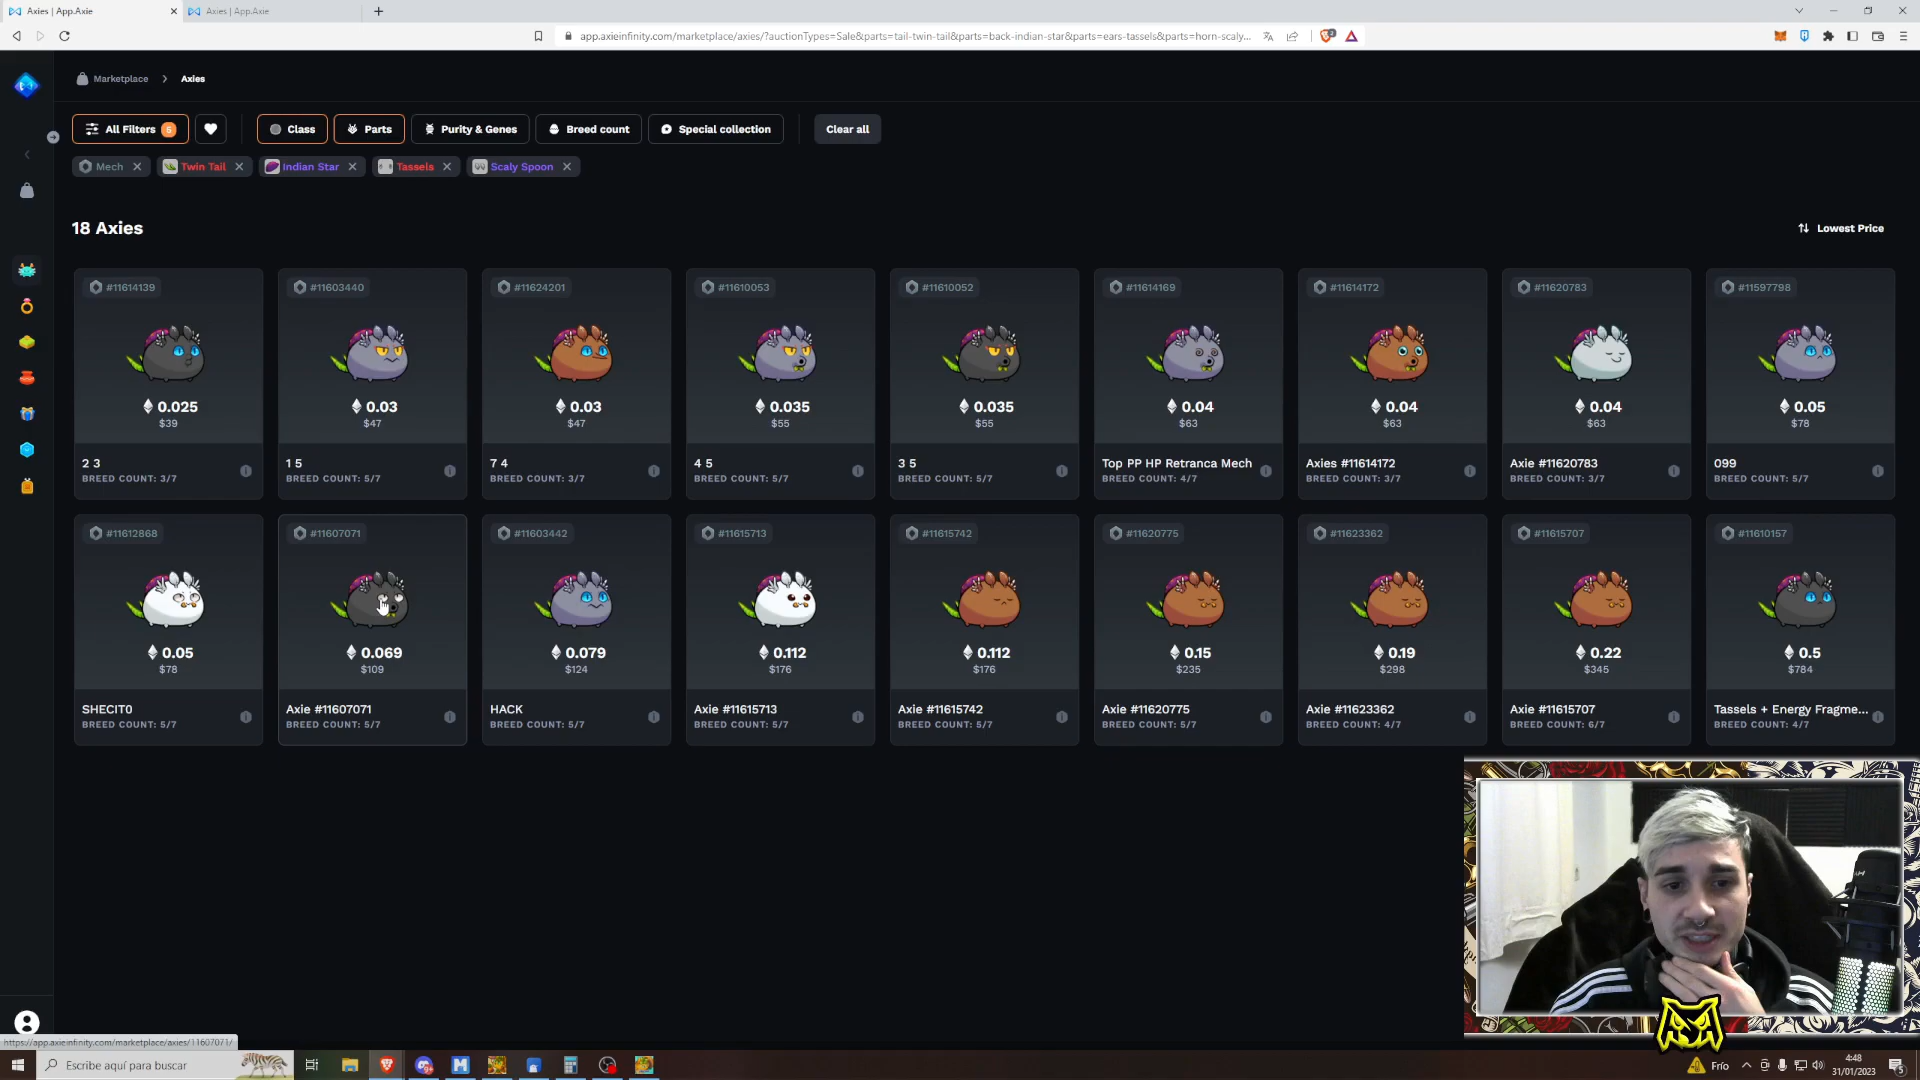 Axies | App.Axie
Axies | App.Axie
app.axieinfinity.com/marketplace/axies/?auctionTypes=Sale&parts=tail-twin-tail&parts=back-indian-star&parts=ears-tassels&parts=horn-scaly...
Marketplace > Axies
All Filters 6 Class Parts Purity & Genes Breed count Special collection Clear all
Mech Twin Tail Indian Star Tassels Scaly Spoon
18 Axies
Lowest Price
#11614139 #11603440 #11624201 #11610053 #11610052 #11614169 #11614172 #11620783 #11597798
0.025 0.03 0.03 0.035 0.035 0.04 0.04 0.04 0.05
$39 $47 $47 $55 $55 $63 $63 $63 $78
2 3 1 5 7 4 4 5 3 5 Top PP HP Retranca Mech Axies #11614172 Axie #11620783 099
BREED COUNT: 3/7 BREED COUNT: 5/7 BREED COUNT: 3/7 BREED COUNT: 5/7 BREED COUNT: 5/7 BREED COUNT: 4/7 BREED COUNT: 3/7 BREED COUNT: 3/7 BREED COUNT: 5/7
#11612868 #11607071 #11603442 #11615713 #11615742 #11620775 #11623362 #11615707 #11610157
0.05 0.069 0.079 0.112 0.112 0.15 0.19 0.22 0.5
$78 $109 $124 $176 $176 $235 $298 $345 $784
SHECIT0 Axie #11607071 HACK Axie #11615713 Axie #11615742 Axie #11620775 Axie #11623362 Axie #11615707 Tassels + Energy Fragme...
BREED COUNT: 5/7 BREED COUNT: 5/7 BREED COUNT: 5/7 BREED COUNT: 5/7 BREED COUNT: 5/7 BREED COUNT: 5/7 BREED COUNT: 4/7 BREED COUNT: 6/7 BREED COUNT: 4/7
https://app.axieinfinity.com/marketplace/axies/11607071/
Escribe aquí para buscar
Frío
4:48
31/01/2023